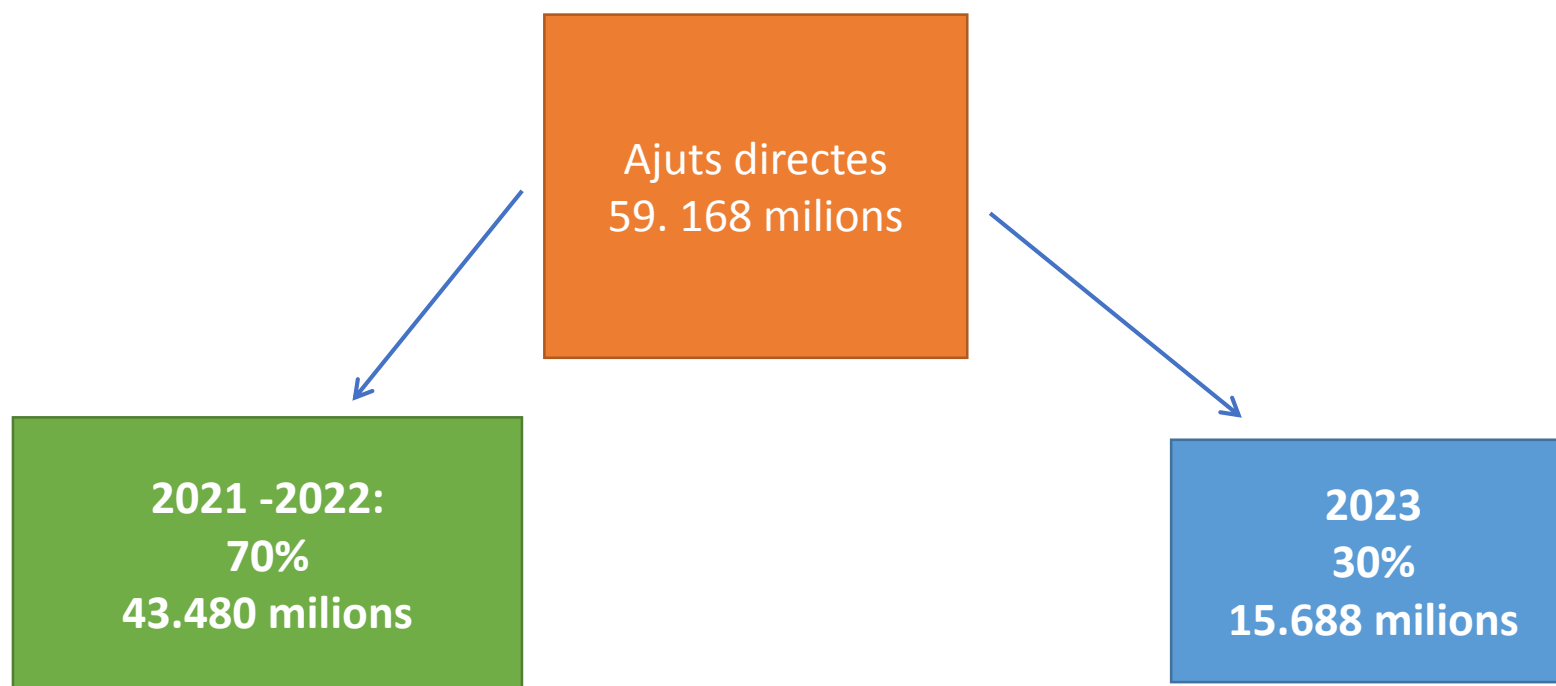 Ajuts directes
59. 168 milions
2021 -2022:
70%
43.480 milions
2023
30%
15.688 milions